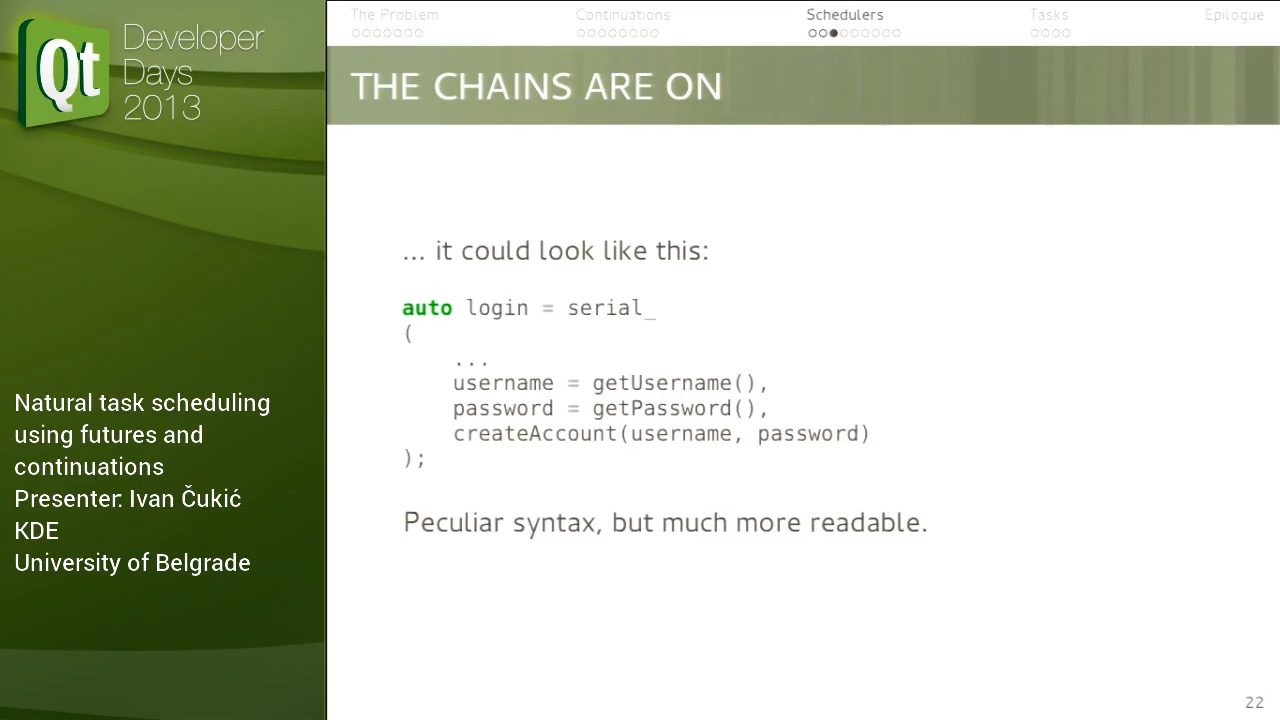 Qt
Developer
Days
2013
Natural task scheduling
using futures and
continuations
Presenter: Ivan Čukić
KDE
University of Belgrade
The Problem Continuations Schedulers Tasks Epilogue
THE CHAINS ARE ON
... it could look like this:
auto login = serial_
(
    ...
    username = getUsername(),
    password = getPassword(),
    createAccount(username, password)
);
Peculiar syntax, but much more readable.
22